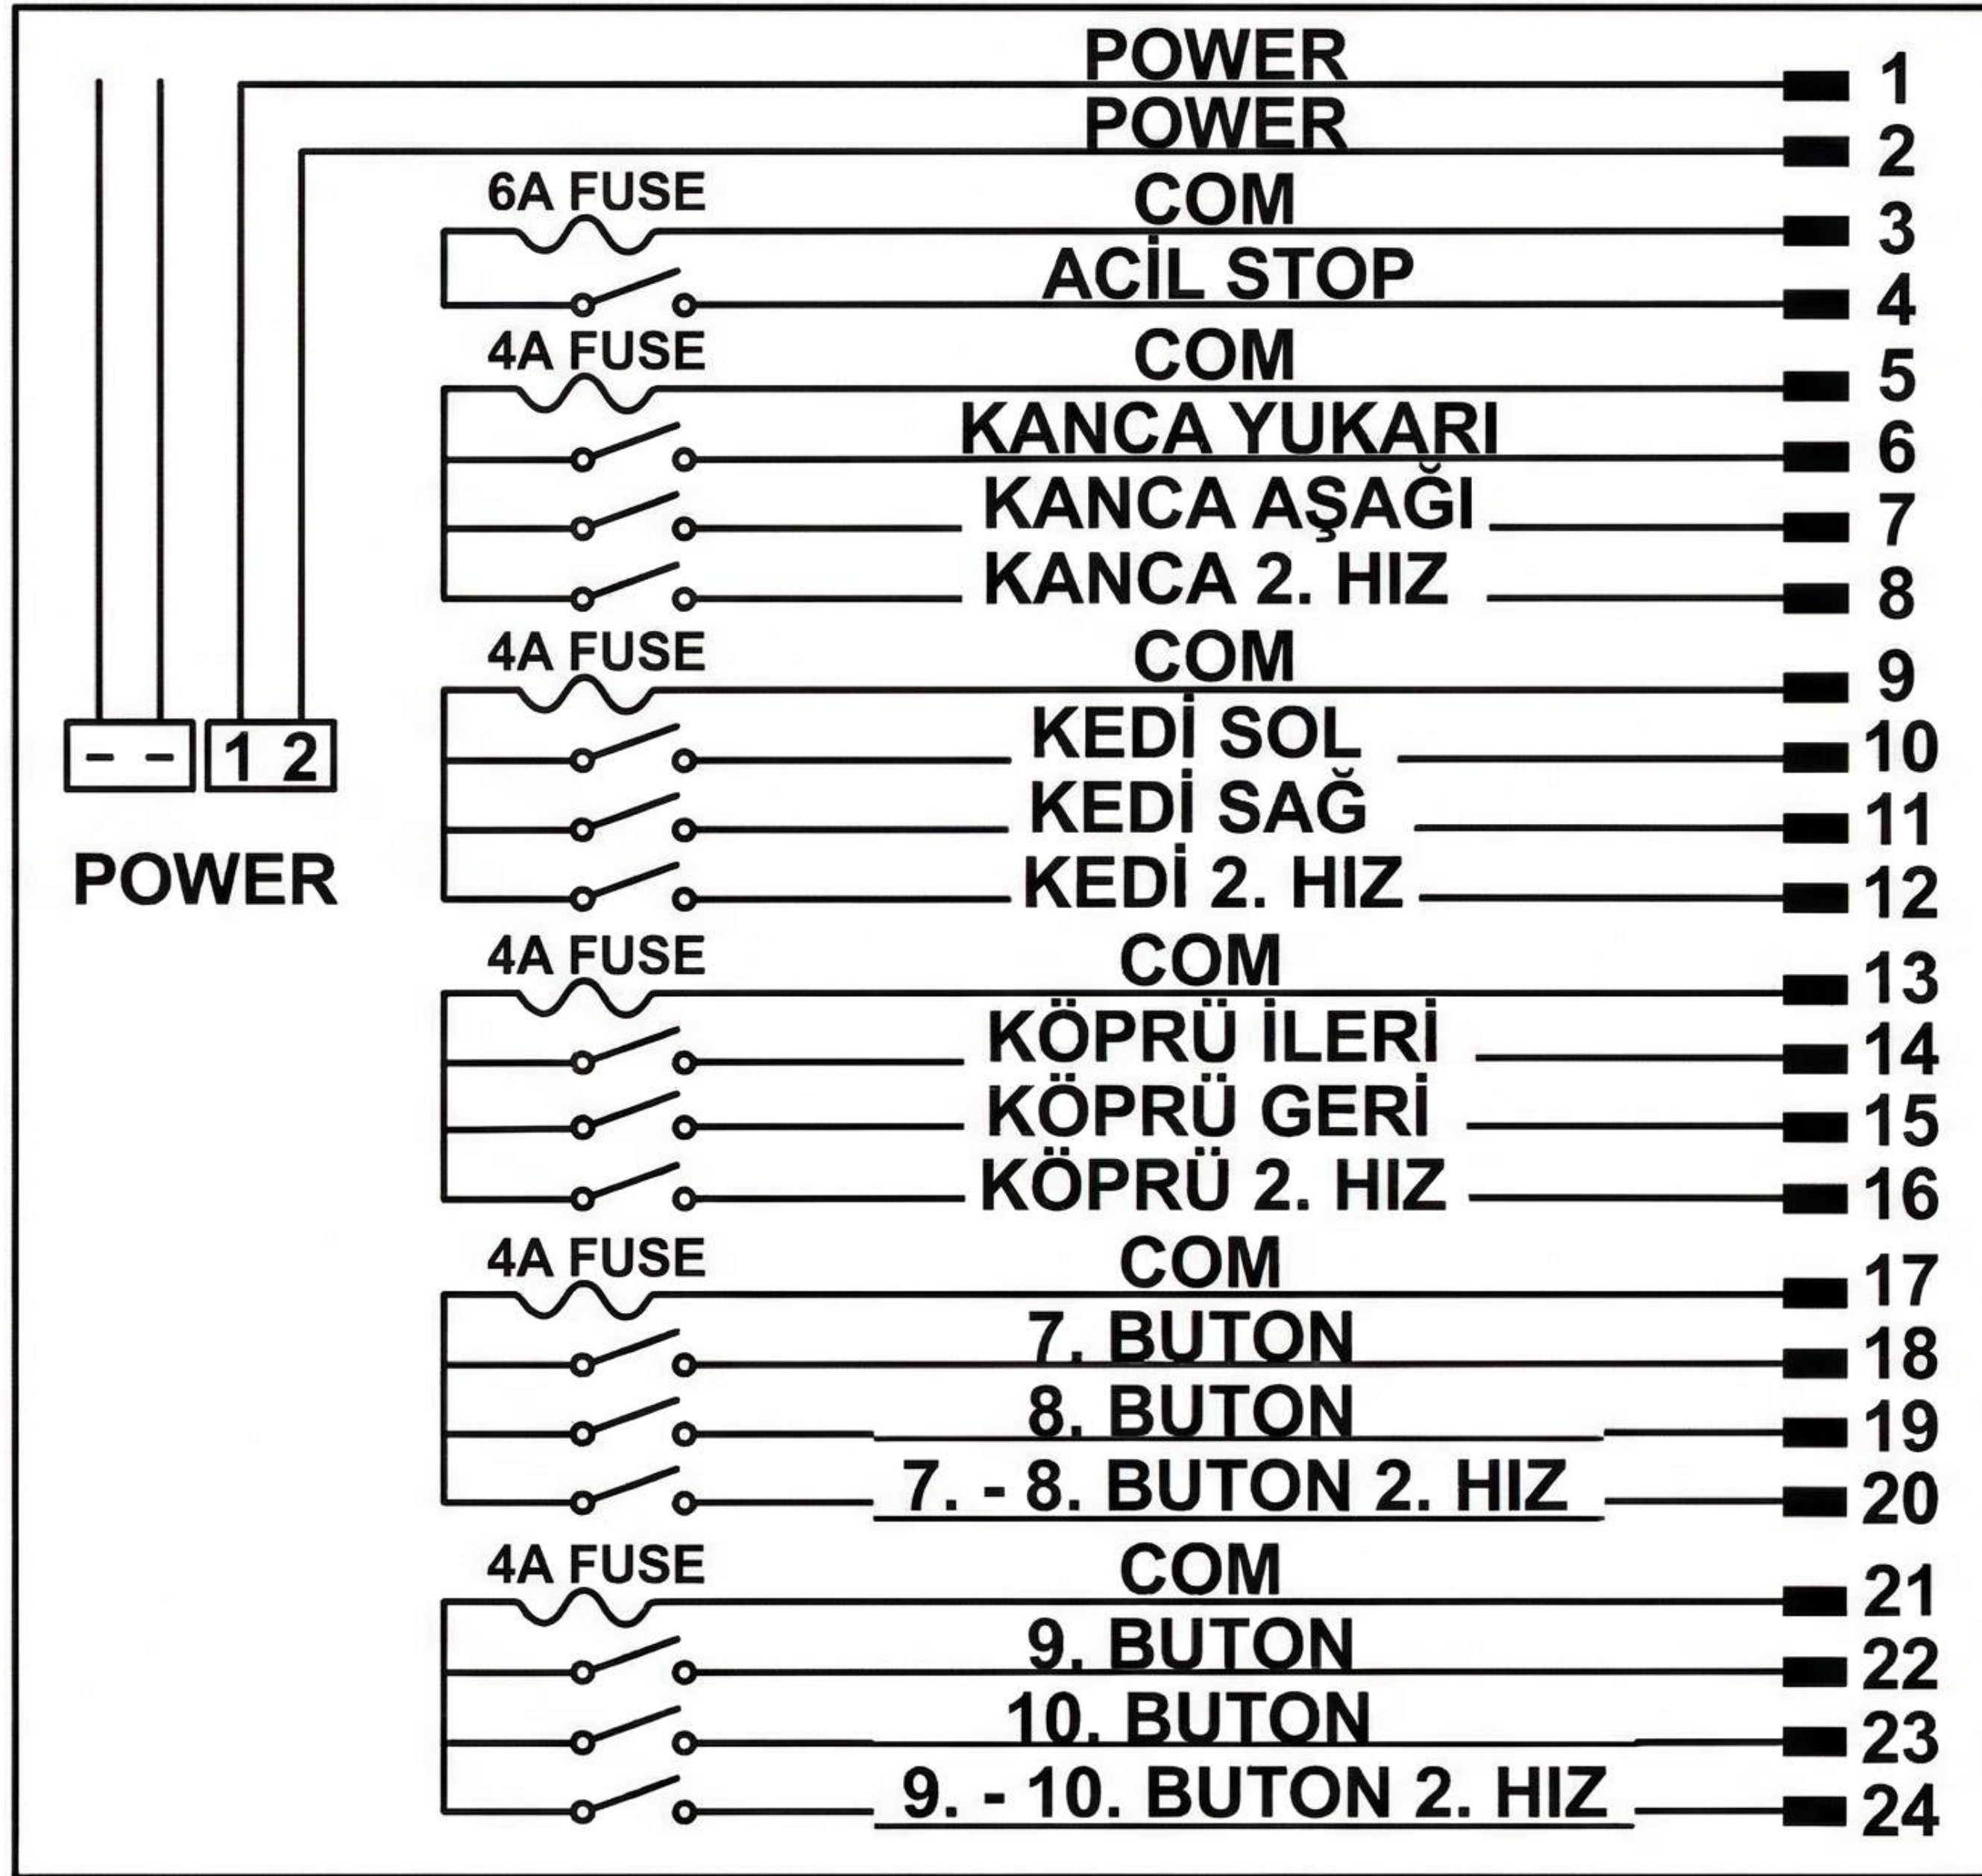 POWER 1
POWER 2
6A FUSE COM 3
ACİL STOP 4
4A FUSE COM 5
KANCA YUKARI 6
KANCA AŞAĞI 7
KANCA 2. HIZ 8
4A FUSE COM 9
KEDİ SOL 10
- - 1 2
KEDİ SAĞ 11
POWER
KEDİ 2. HIZ 12
4A FUSE COM 13
KÖPRÜ İLERİ 14
KÖPRÜ GERİ 15
KÖPRÜ 2. HIZ 16
4A FUSE COM 17
7. BUTON 18
8. BUTON 19
7. - 8. BUTON 2. HIZ 20
4A FUSE COM 21
9. BUTON 22
10. BUTON 23
9. - 10. BUTON 2. HIZ 24